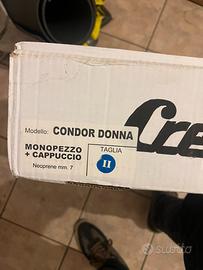 Modello: CONDOR DONNA
MONOPEZZO
+ CAPPUCCIO
Neoprene mm. 7
TAGLIA
II
Cre
subito